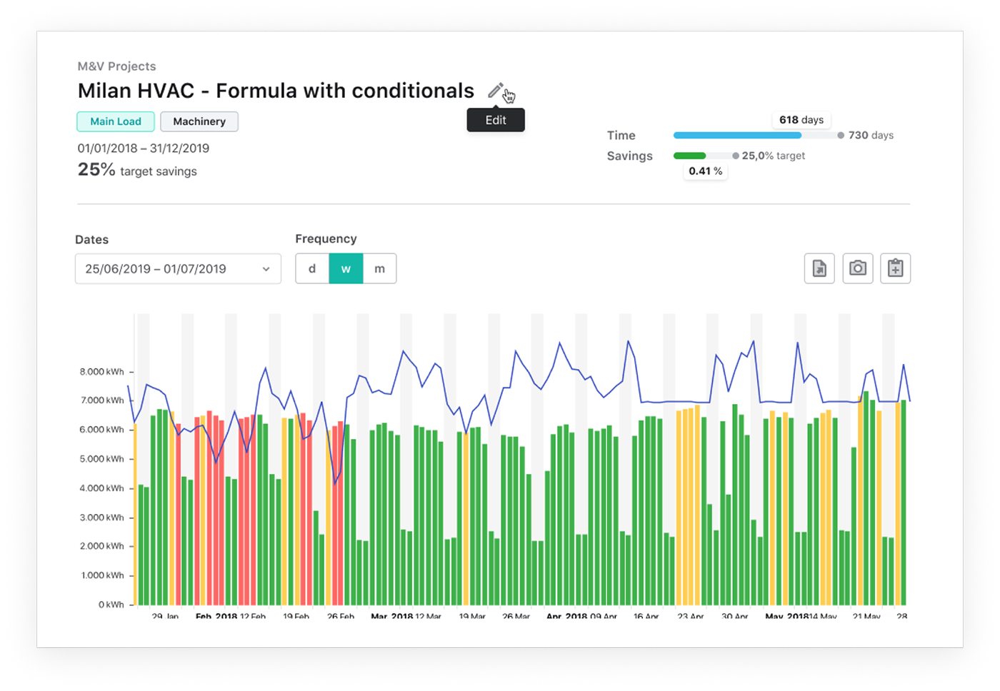 M&V Projects
Milan HVAC - Formula with conditionals
Edit
Main Load
Machinery
01/01/2018 – 31/12/2019
25% target savings
618 days
Time
730 days
Savings
25,0% target
0.41 %
Dates
Frequency
25/06/2019 – 01/07/2019
d
w
m
8.000 kWh
7.000 kWh
6.000 kWh
5.000 kWh
4.000 kWh
3.000 kWh
2.000 kWh
1.000 kWh
0 kWh
29 Jan
Feb 2018
12 Feb
19 Feb
26 Feb
Mar 2018
12 Mar
19 Mar
26 Mar
Apr 2018
09 Apr
16 Apr
23 Apr
30 Apr
May 2018
14 May
21 May
28